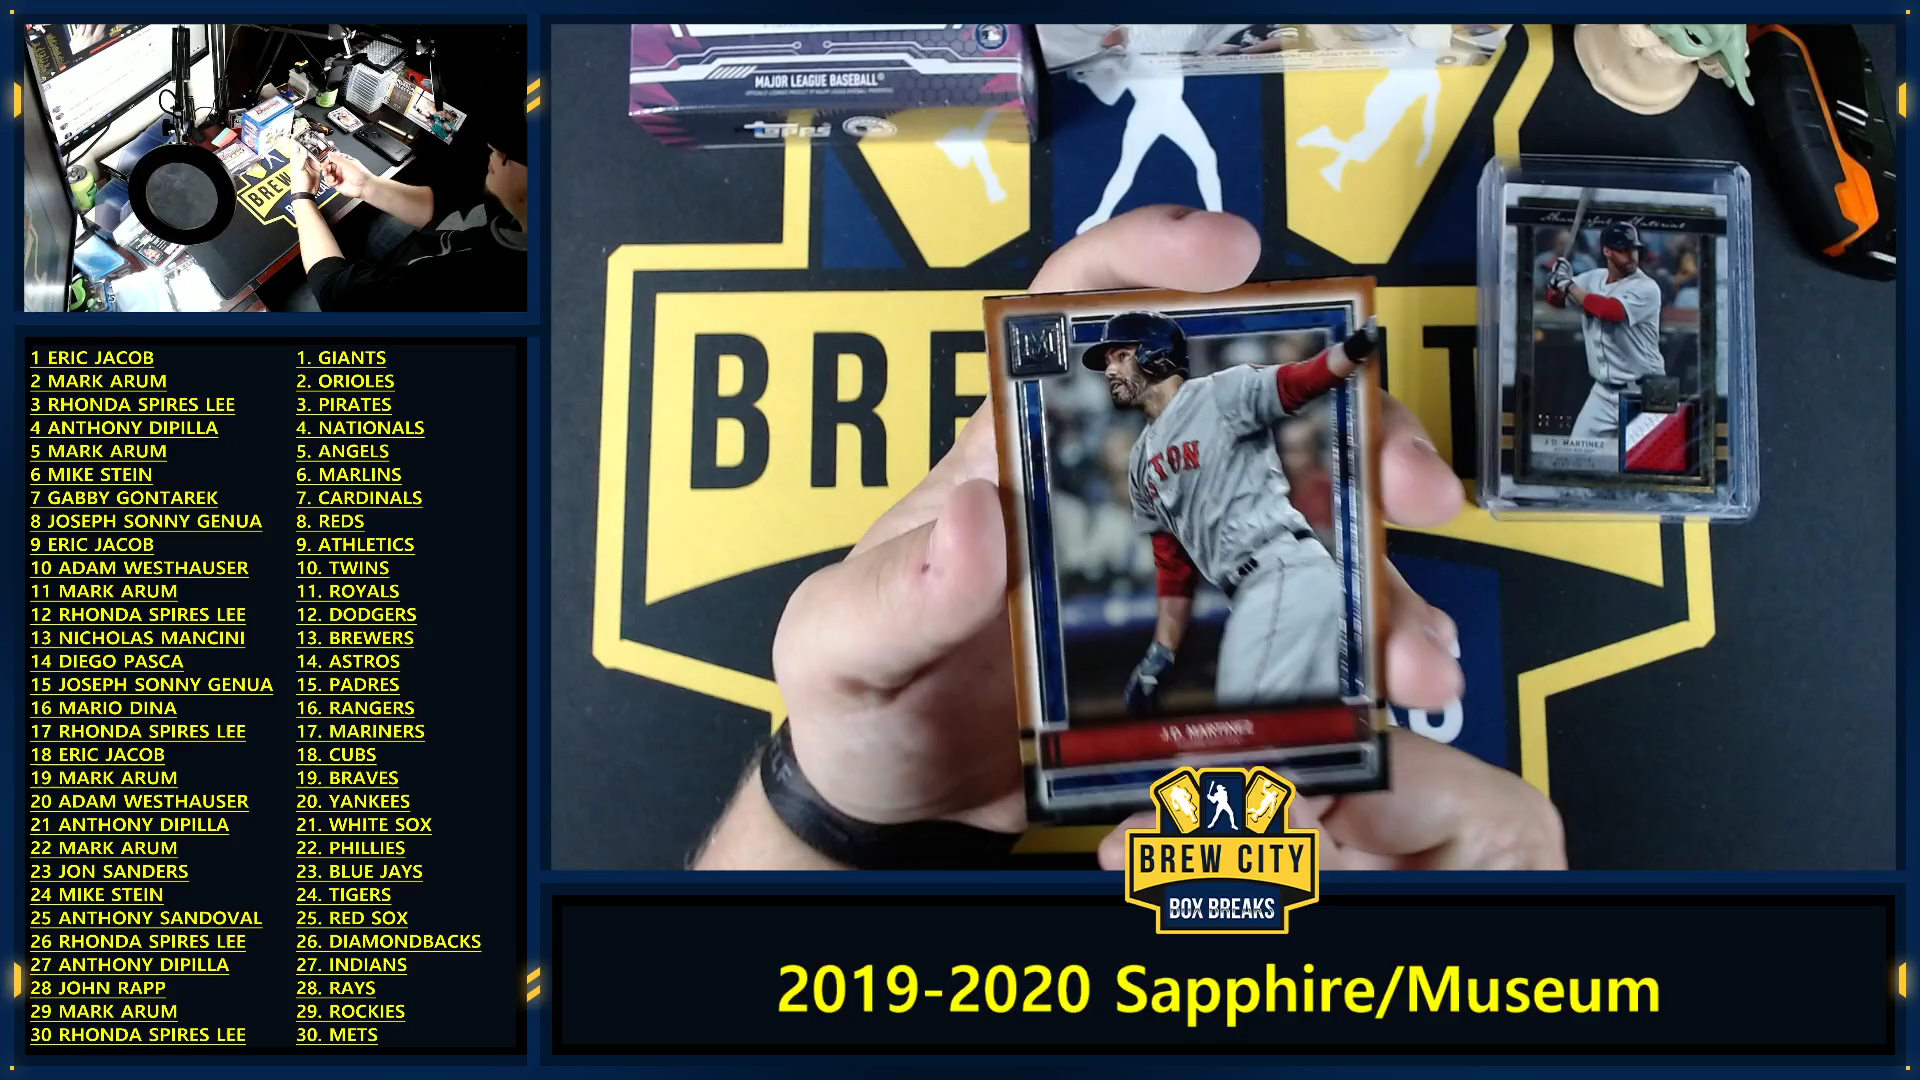 MAJOR LEAGUE BASEBALL®
topps
BREW
1 ERIC JACOB 1. GIANTS
2 MARK ARUM 2. ORIOLES
3 RHONDA SPIRES LEE 3. PIRATES
4 ANTHONY DIPILLA 4. NATIONALS
5 MARK ARUM 5. ANGELS
6 MIKE STEIN 6. MARLINS
7 GABBY GONTAREK 7. CARDINALS
8 JOSEPH SONNY GENUA 8. REDS
9 ERIC JACOB 9. ATHLETICS
10 ADAM WESTHAUSER 10. TWINS
11 MARK ARUM 11. ROYALS
12 RHONDA SPIRES LEE 12. DODGERS
13 NICHOLAS MANCINI 13. BREWERS
14 DIEGO PASCA 14. ASTROS
15 JOSEPH SONNY GENUA 15. PADRES
16 MARIO DINA 16. RANGERS
17 RHONDA SPIRES LEE 17. MARINERS
18 ERIC JACOB 18. CUBS
19 MARK ARUM 19. BRAVES
20 ADAM WESTHAUSER 20. YANKEES
21 ANTHONY DIPILLA 21. WHITE SOX
22 MARK ARUM 22. PHILLIES
23 JON SANDERS 23. BLUE JAYS
24 MIKE STEIN 24. TIGERS
25 ANTHONY SANDOVAL 25. RED SOX
26 RHONDA SPIRES LEE 26. DIAMONDBACKS
27 ANTHONY DIPILLA 27. INDIANS
28 JOHN RAPP 28. RAYS
29 MARK ARUM 29. ROCKIES
30 RHONDA SPIRES LEE 30. METS
BRE
T
M
TON
J.D. MARTINEZ
Meaningful Material
J.D. MARTINEZ
BREW CITY
BOX BREAKS
2019-2020 Sapphire/Museum